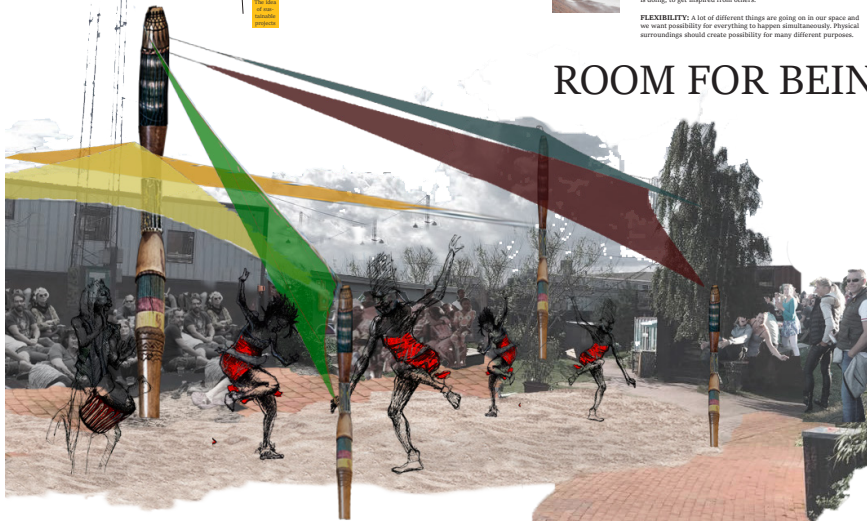 The idea
of sus-
tainable
projects
is doing, to get inspired from others.
FLEXIBILITY: A lot of different things are going on in our space and
we want possibility for everything to happen simultaneously. Physical
surroundings should create possibility for many different purposes.
ROOM FOR BEIN